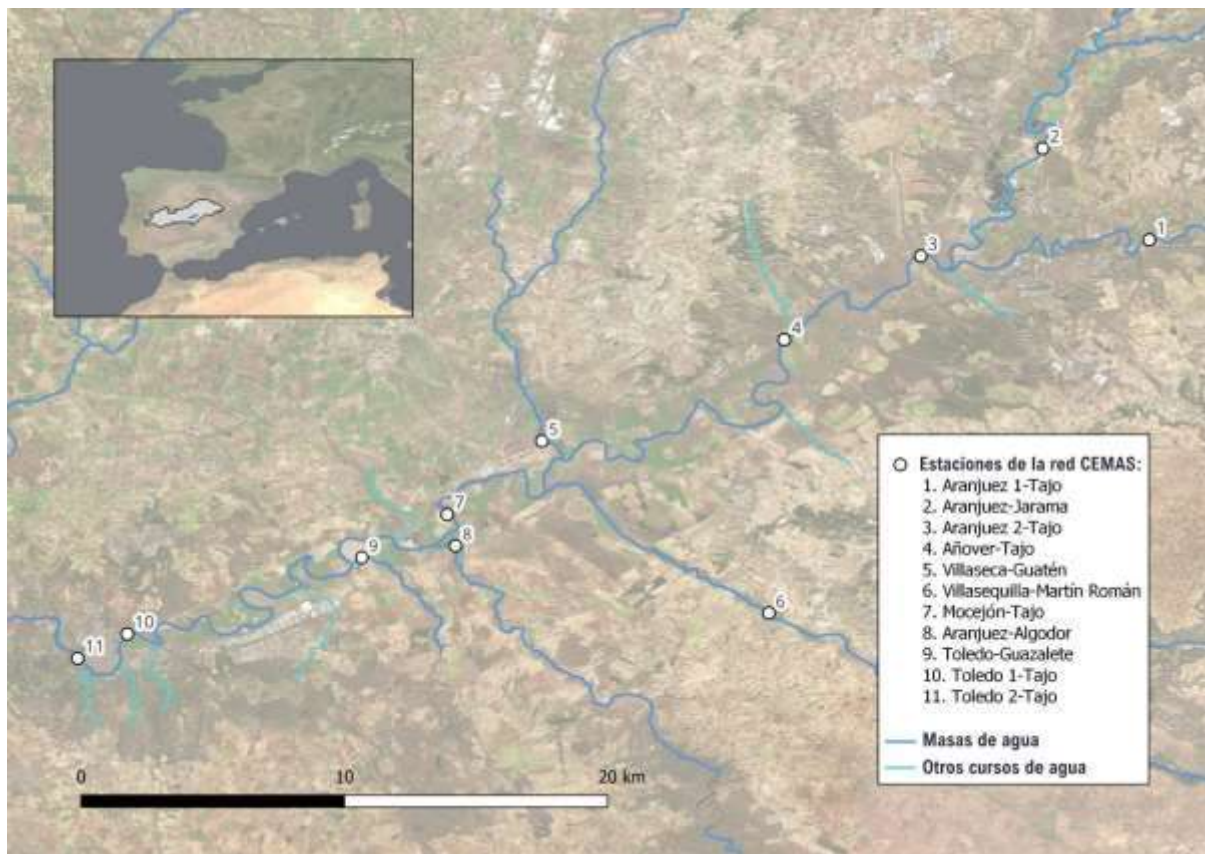 2
1
3
4
5
7
8
9
6
10
11
Estaciones de la red CEMAS:
1. Aranjuez 1-Tajo
2. Aranjuez-Jarama
3. Aranjuez 2-Tajo
4. Añover-Tajo
5. Villaseca-Guatén
6. Villasequilla-Martín Román
7. Mocejón-Tajo
8. Aranjuez-Algodor
9. Toledo-Guazalete
10. Toledo 1-Tajo
11. Toledo 2-Tajo
Masas de agua
Otros cursos de agua
0 10 20 km